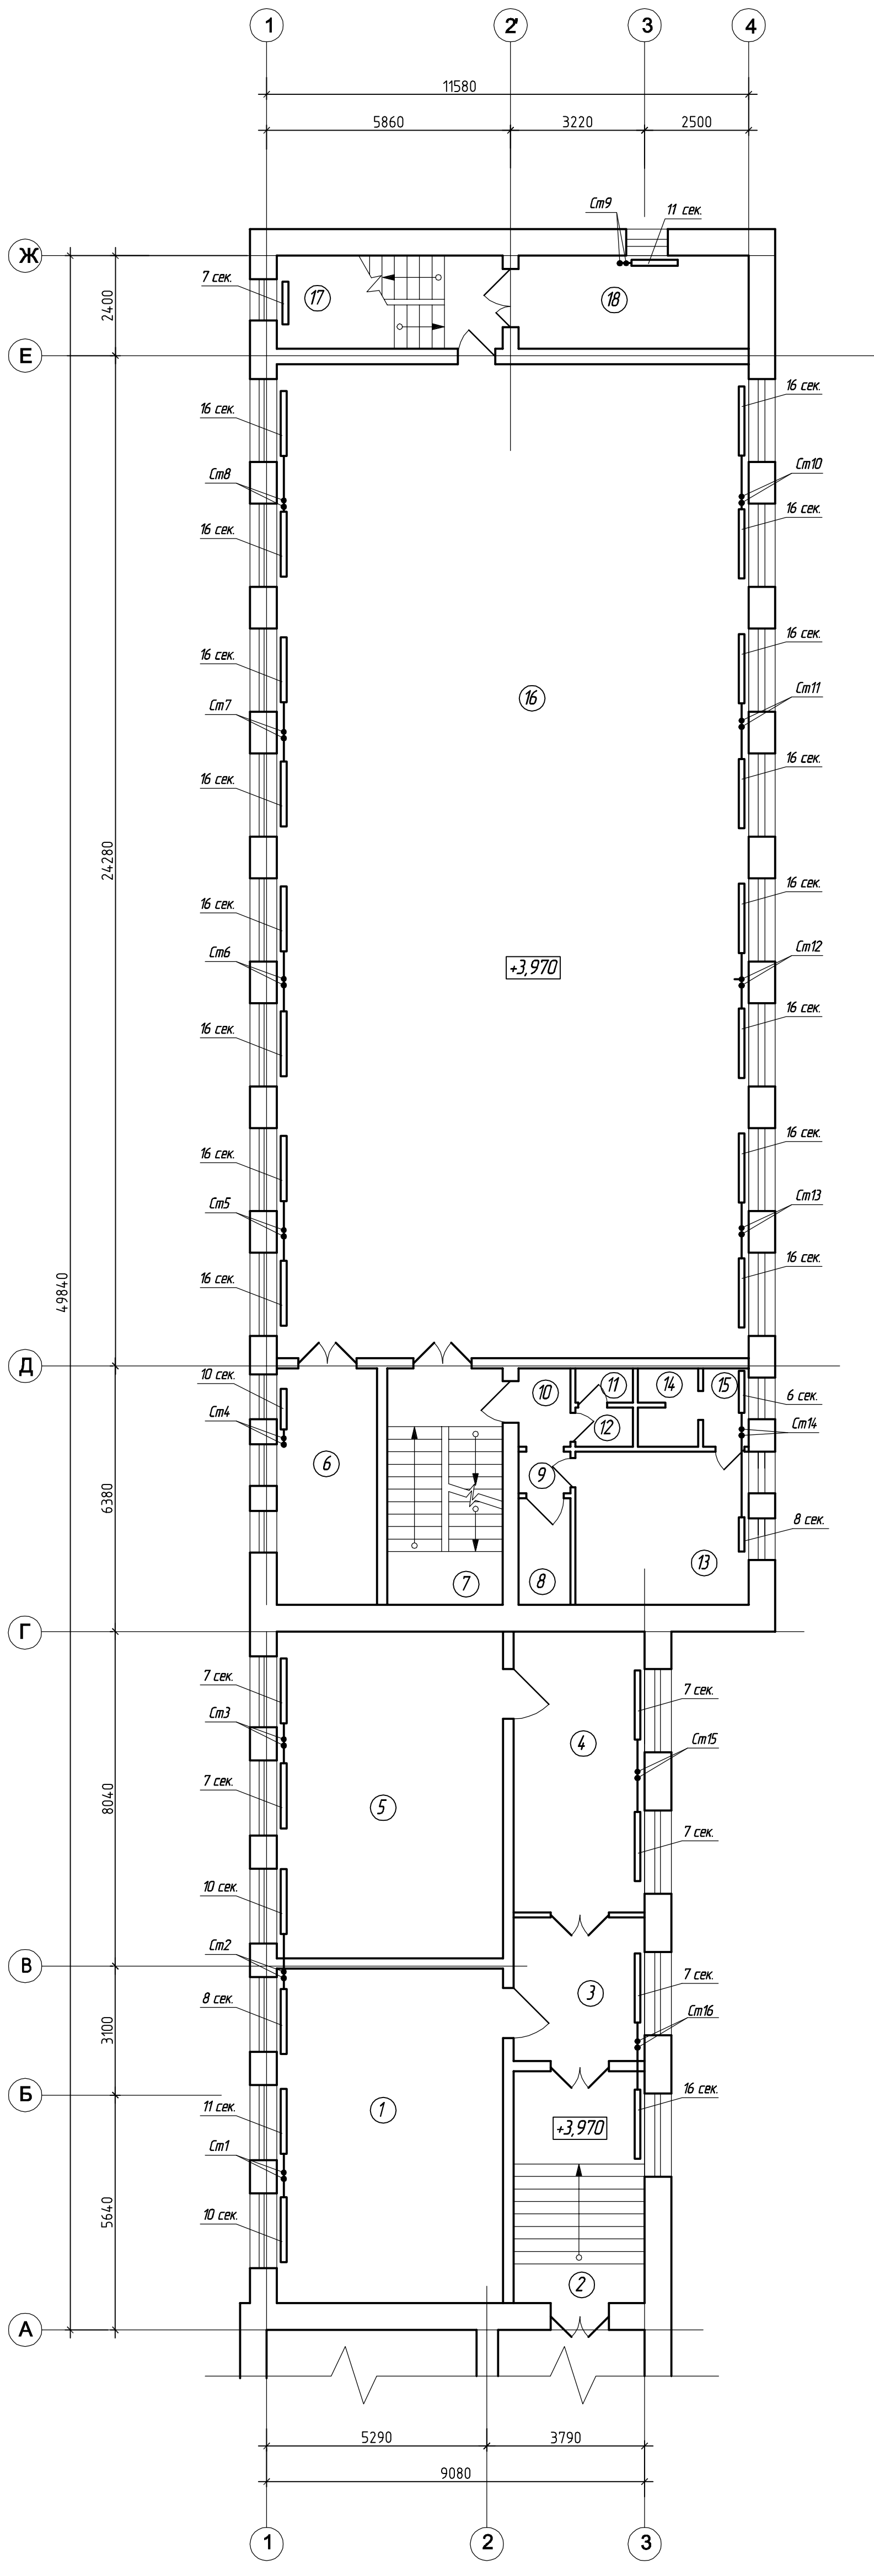 1
2'
3
4
11580
5860
3220
2500
Ст9
11 сек.
Ж
7 сек.
17
18
2400
Е
16 сек.
16 сек.
Ст8
Ст10
16 сек.
16 сек.
16 сек.
16 сек.
16
Ст7
Ст11
16 сек.
16 сек.
24280
16 сек.
16 сек.
Ст6
Ст12
+3,970
16 сек.
16 сек.
16 сек.
16 сек.
Ст5
Ст13
16 сек.
16 сек.
49840
Д
10 сек.
11
14
15
10
6 сек.
Ст4
12
Ст14
6
9
6380
8 сек.
13
7
8
Г
7 сек.
7 сек.
Ст3
4
Ст15
7 сек.
8040
5
7 сек.
10 сек.
Ст2
В
7 сек.
3
8 сек.
Ст16
3100
Б
16 сек.
11 сек.
1
+3,970
Ст1
5640
10 сек.
2
А
5290
3790
9080
1
2
3